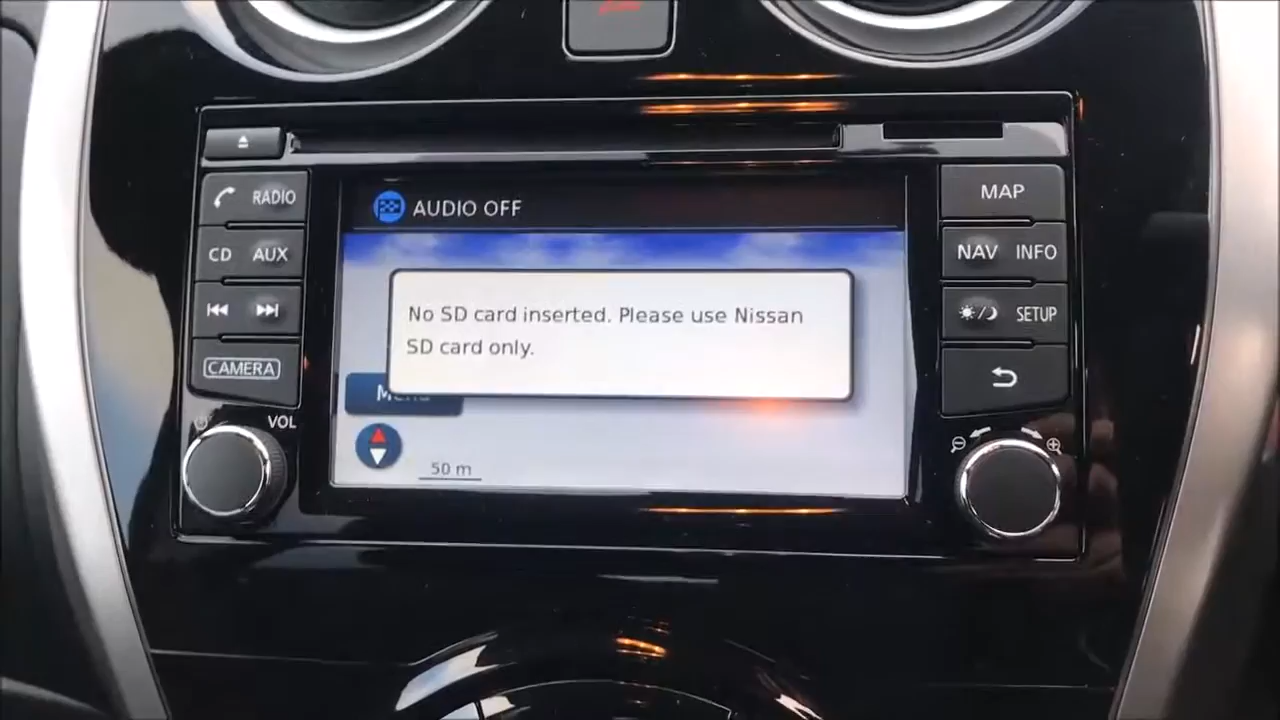 RADIO
CD AUX
CAMERA
VOL
AUDIO OFF
No SD card inserted. Please use Nissan
SD card only.
Menu
50 m
MAP
NAV INFO
SETUP